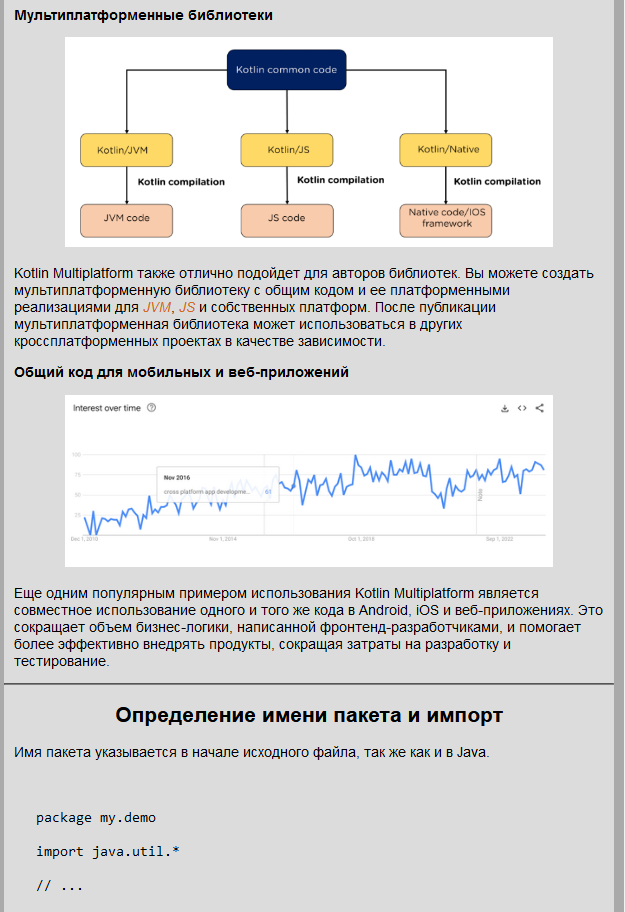 Мультиплатформенные библиотеки
Kotlin common code
Kotlin/JVM
Kotlin/JS
Kotlin/Native
Kotlin compilation
Kotlin compilation
Kotlin compilation
JVM code
JS code
Native code/IOS
framework
Kotlin Multiplatform также отлично подойдет для авторов библиотек. Вы можете создать
мультиплатформенную библиотеку с общим кодом и ее платформенными
реализациями для JVM, JS и собственных платформ. После публикации
мультиплатформенная библиотека может использоваться в других
кроссплатформенных проектах в качестве зависимости.
Общий код для мобильных и веб-приложений
Interest over time
100
75
50
25
Nov 2016
cross platform app developme... 61
Note
Dec 1, 2010
Nov 1, 2014
Oct 1, 2018
Sep 1, 2022
Еще одним популярным примером использования Kotlin Multiplatform является
совместное использование одного и того же кода в Android, iOS и веб-приложениях. Это
сокращает объем бизнес-логики, написанной фронтенд-разработчиками, и помогает
более эффективно внедрять продукты, сокращая затраты на разработку и
тестирование.
Определение имени пакета и импорт
Имя пакета указывается в начале исходного файла, так же как и в Java.
package my.demo
import java.util.*
// ...